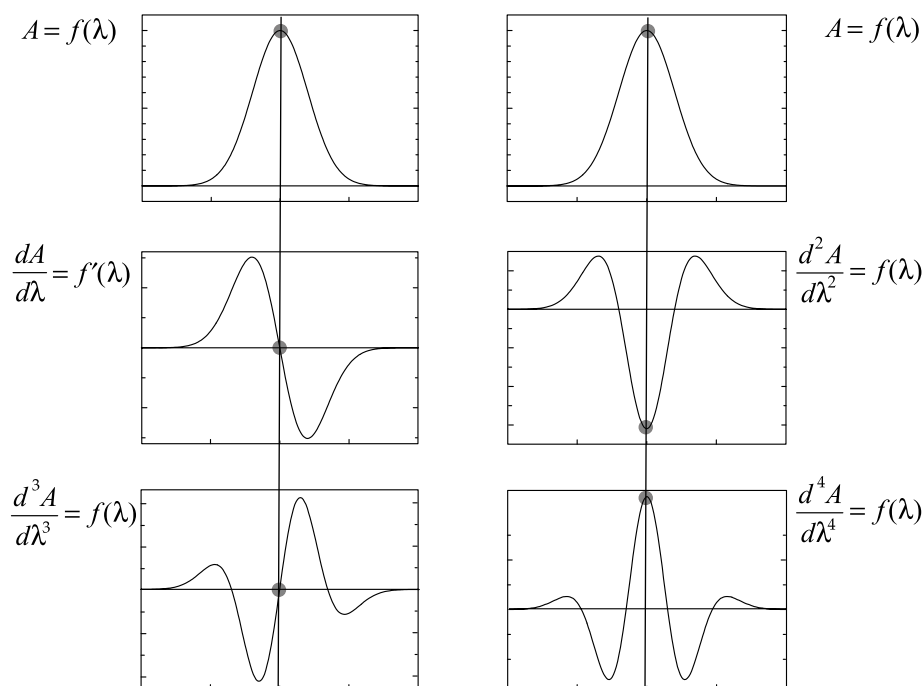 A = f(λ)
A = f(λ)
dA/dλ = f′(λ)
d²A/dλ² = f(λ)
d³A/dλ³ = f(λ)
d⁴A/dλ⁴ = f(λ)